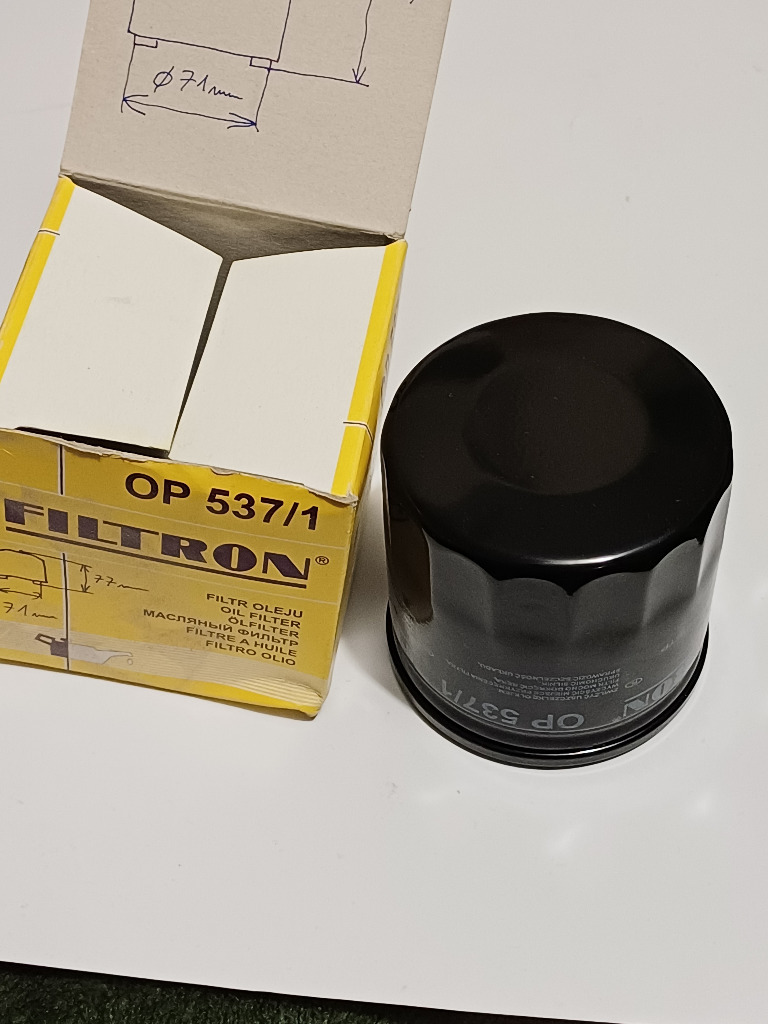 Ø 71mm
OP 537/1
FILTRON®
77mm
71mm
FILTR OLEJU
OIL FILTER
ÖLFILTER
МАСЛЯНЫЙ ФИЛЬТР
FILTRE A HUILE
FILTRO OLIO
OP 537/1